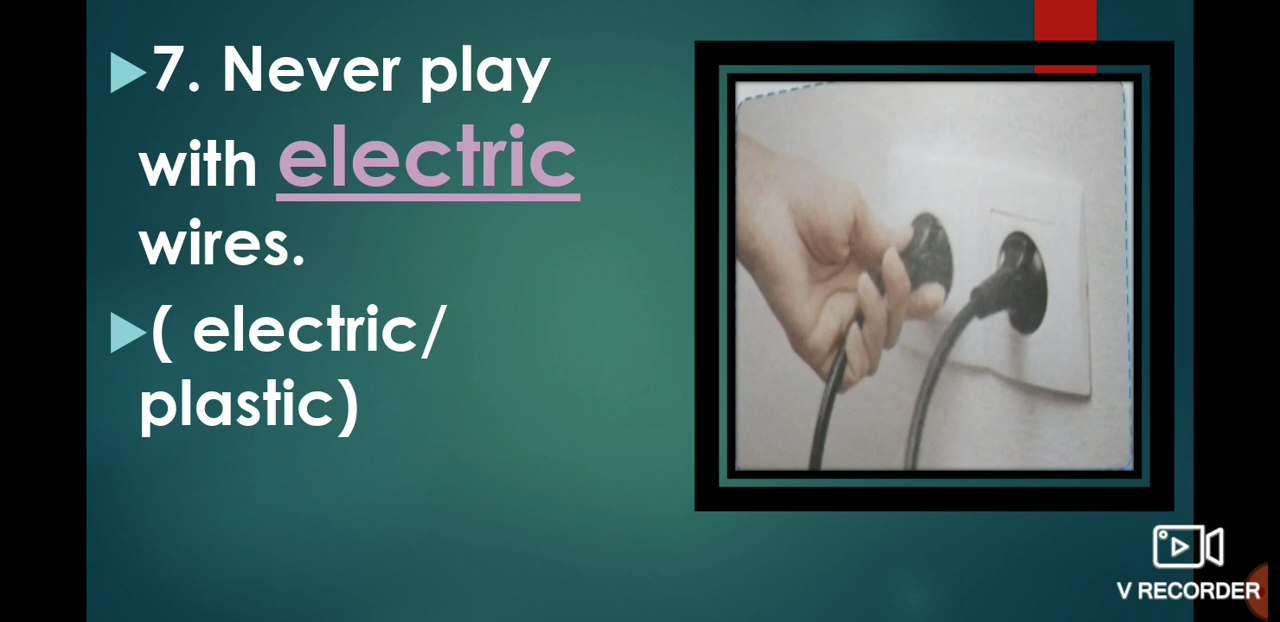 7. Never play
with electric
wires.
( electric/
plastic)
V RECORDER